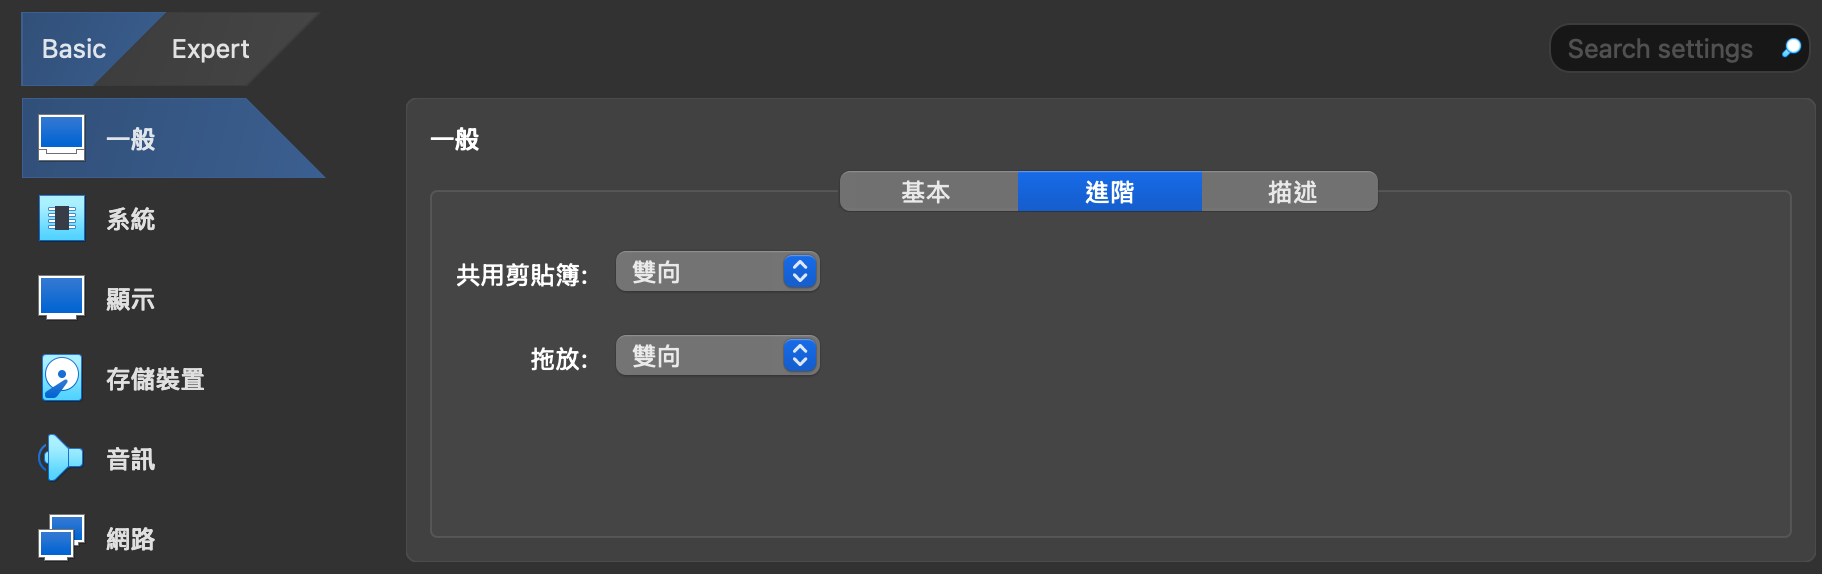 Basic
Expert
Search settings
一般
系統
顯示
存儲裝置
音訊
網路
一般
基本
進階
描述
共用剪貼簿: 雙向
拖放: 雙向